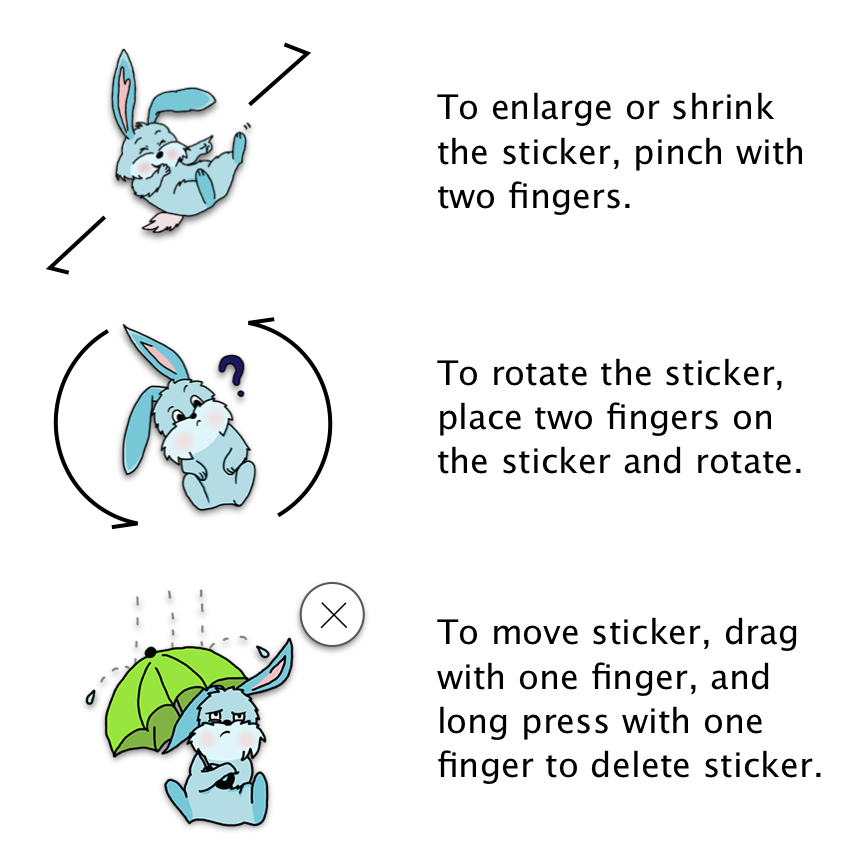 To enlarge or shrink
the sticker, pinch with
two fingers.
?
To rotate the sticker,
place two fingers on
the sticker and rotate.
To move sticker, drag
with one finger, and
long press with one
finger to delete sticker.